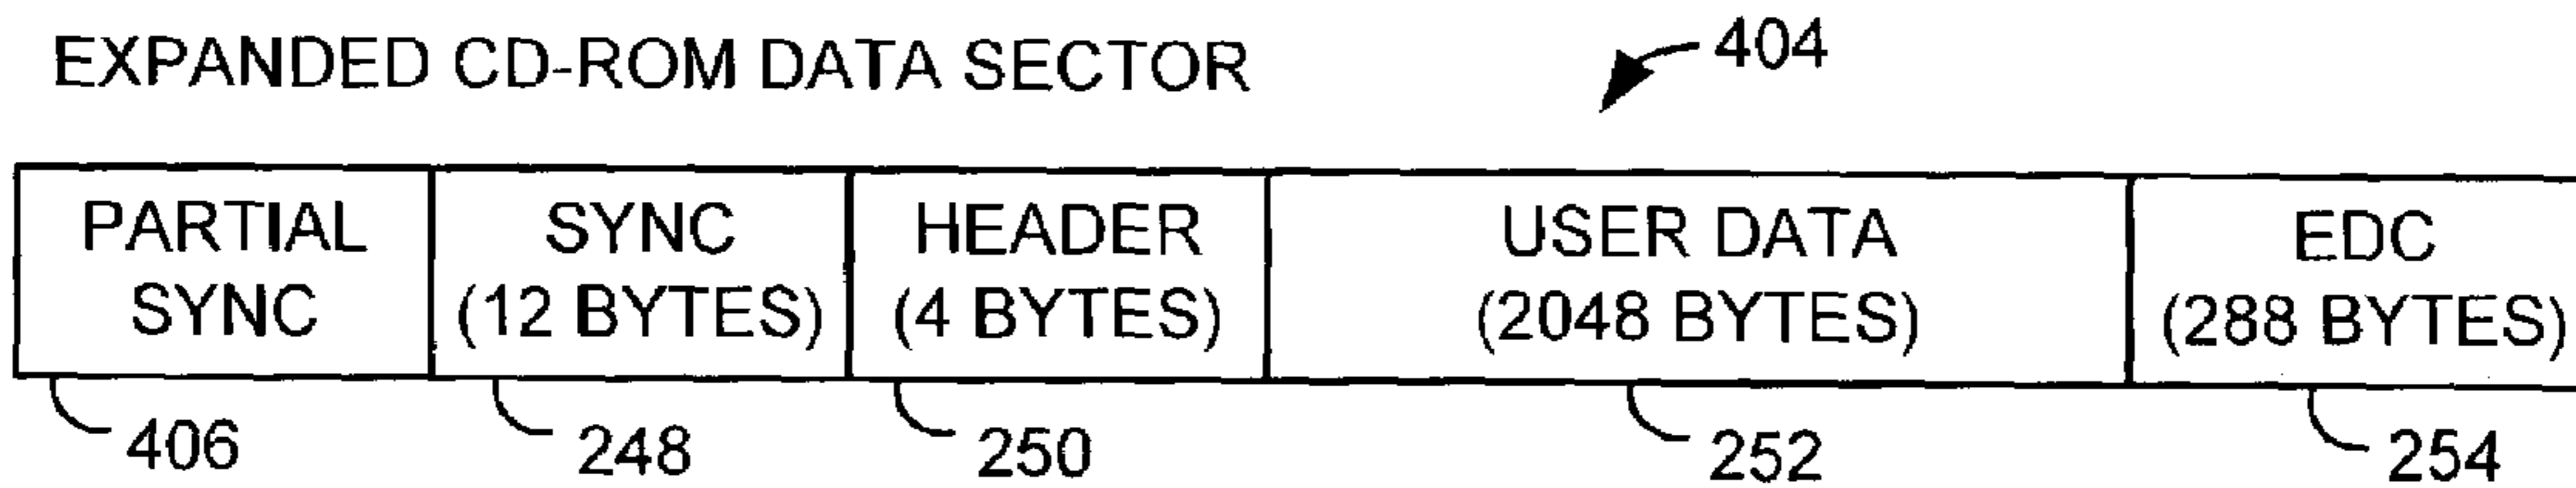 EXPANDED CD-ROM DATA SECTOR
404
PARTIAL SYNC HEADER USER DATA EDC
SYNC (12 BYTES) (4 BYTES) (2048 BYTES) (288 BYTES)
406 248 250 252 254